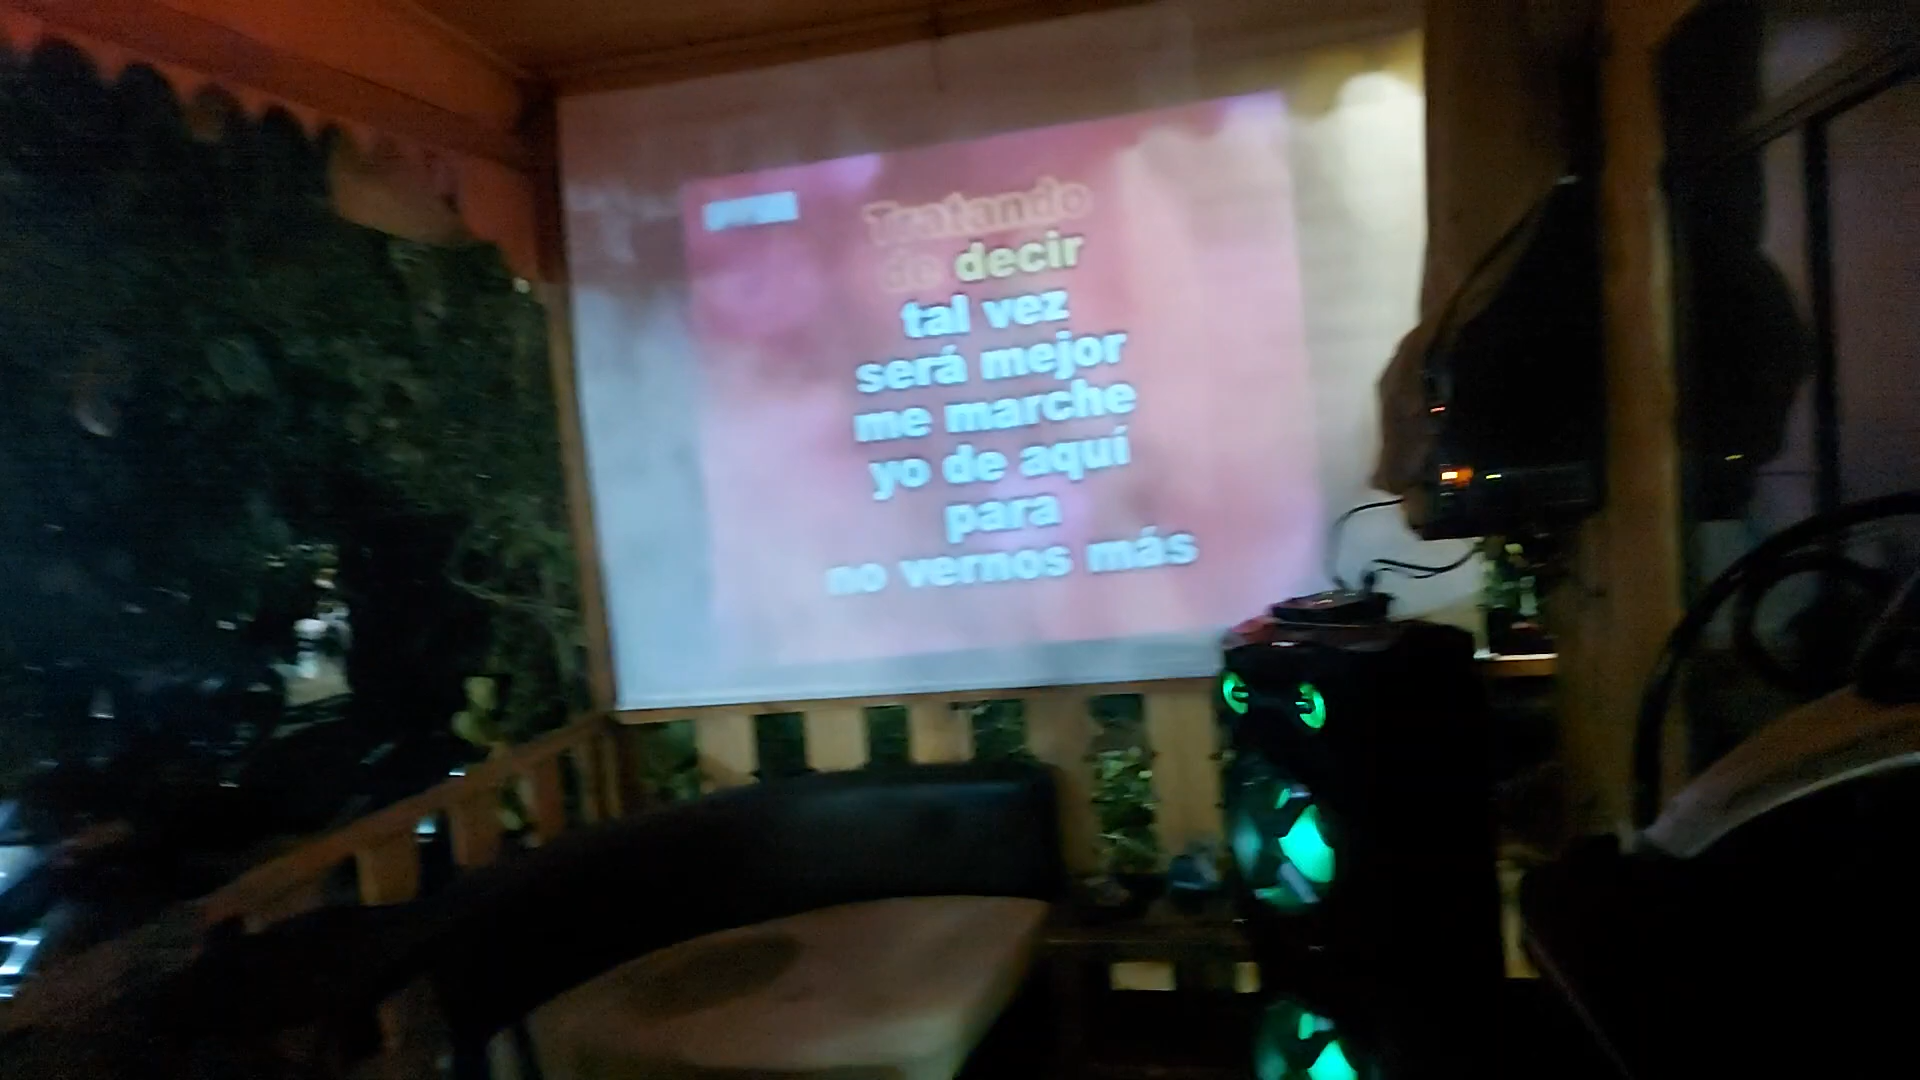 Tratando
de decir
tal vez
será mejor
me marche
yo de aquí
para
no vernos más